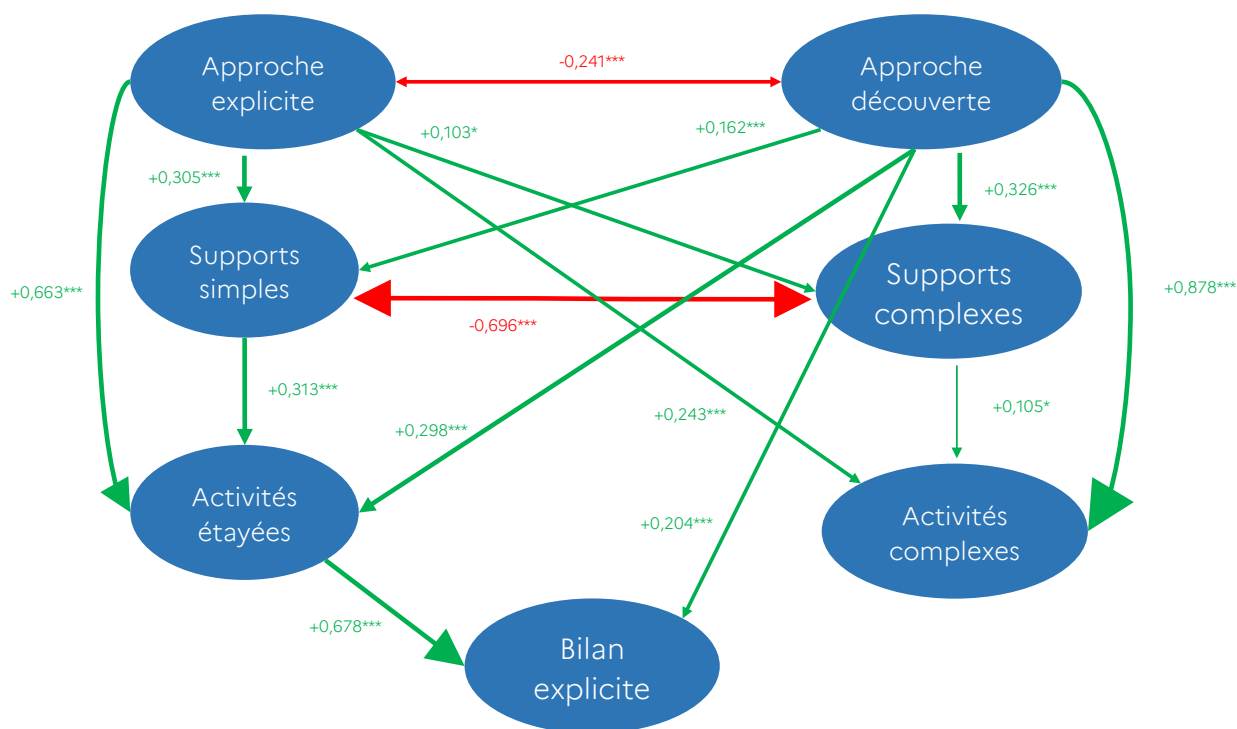 Approche
explicite
-0,241***
Approche
découverte
+0,103*
+0,162***
+0,305***
+0,326***
Supports
simples
Supports
complexes
+0,663***
+0,878***
-0,696***
+0,313***
+0,298***
+0,243***
+0,105*
Activités
étayées
+0,204***
Activités
complexes
+0,678***
Bilan
explicite